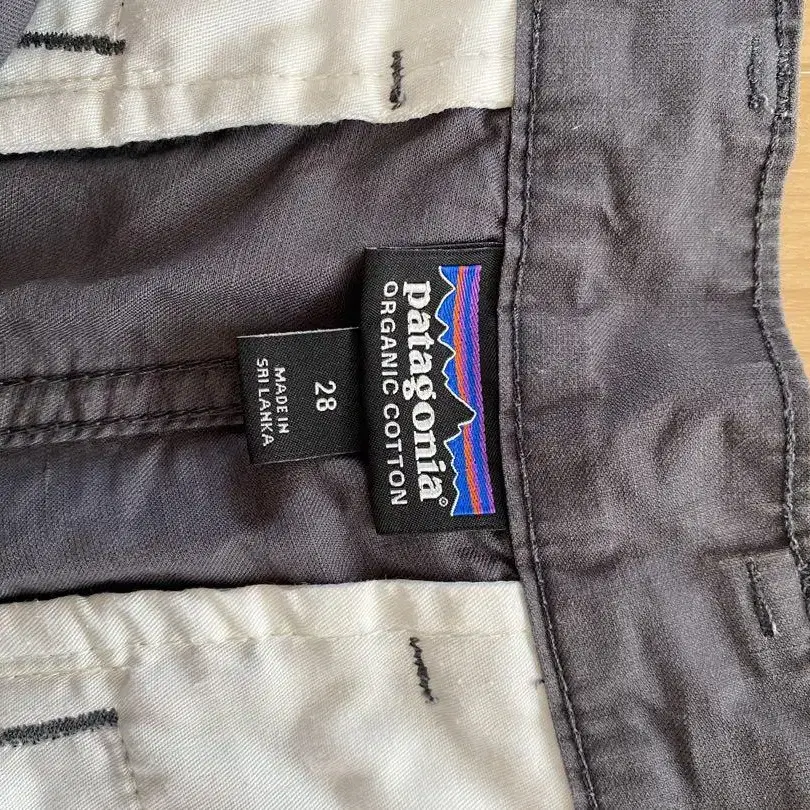 patagonia®
ORGANIC COTTON
28
MADE IN
SRI LANKA